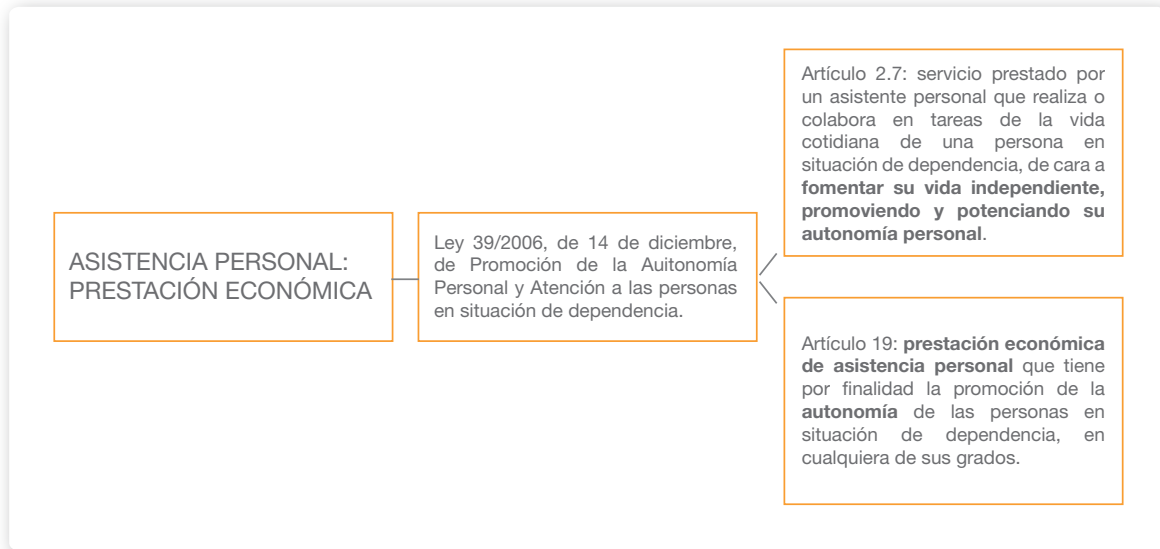 ASISTENCIA PERSONAL:
PRESTACIÓN ECONÓMICA
Ley 39/2006, de 14 de diciembre,
de Promoción de la Auitonomía
Personal y Atención a las personas
en situación de dependencia.
Artículo 2.7: servicio prestado por
un asistente personal que realiza o
colabora en tareas de la vida
cotidiana de una persona en
situación de dependencia, de cara a
fomentar su vida independiente,
promoviendo y potenciando su
autonomía personal.
Artículo 19: prestación económica
de asistencia personal que tiene
por finalidad la promoción de la
autonomía de las personas en
situación de dependencia, en
cualquiera de sus grados.